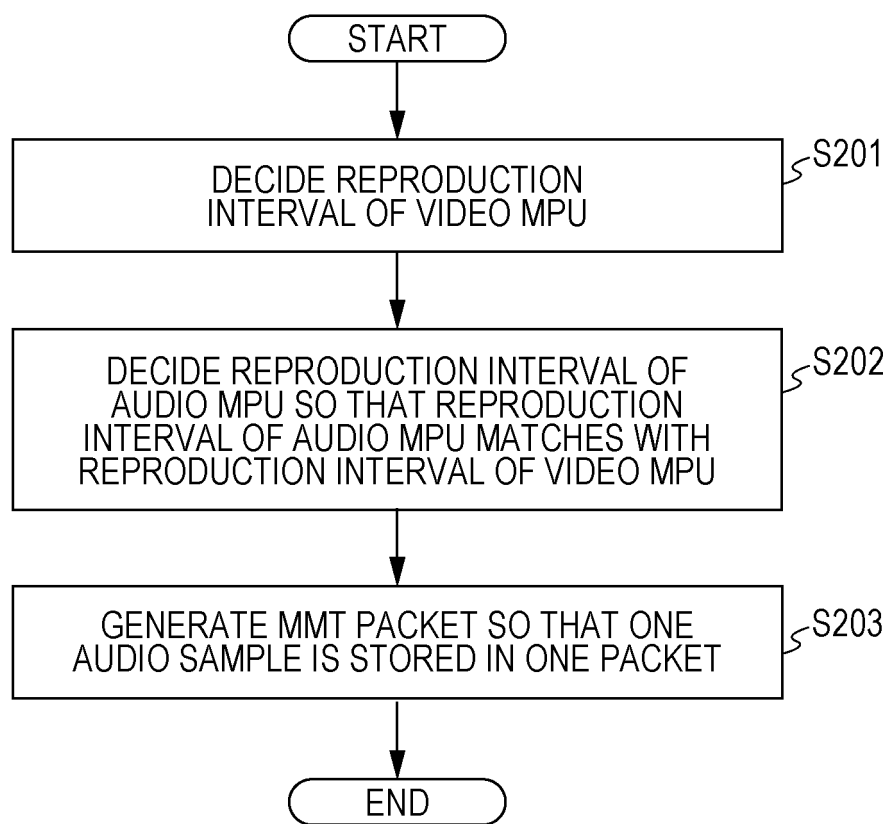 START
DECIDE REPRODUCTION
INTERVAL OF VIDEO MPU
S201
DECIDE REPRODUCTION INTERVAL OF
AUDIO MPU SO THAT REPRODUCTION
INTERVAL OF AUDIO MPU MATCHES WITH
REPRODUCTION INTERVAL OF VIDEO MPU
S202
GENERATE MMT PACKET SO THAT ONE
AUDIO SAMPLE IS STORED IN ONE PACKET
S203
END